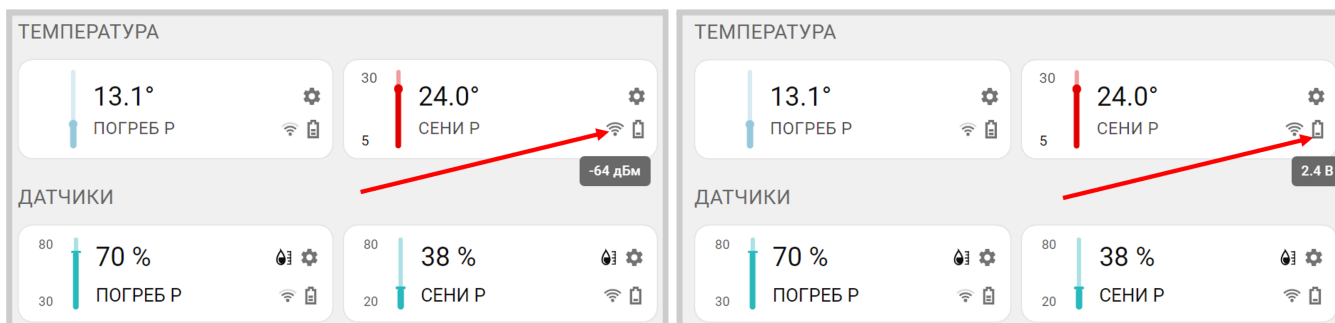 ТЕМПЕРАТУРА
13.1°
ПОГРЕБ Р
30
24.0°
СЕНИ Р
5
-64 дБм
ДАТЧИКИ
80
70 %
ПОГРЕБ Р
30
80
38 %
СЕНИ Р
20
ТЕМПЕРАТУРА
13.1°
ПОГРЕБ Р
30
24.0°
СЕНИ Р
5
2.4 В
ДАТЧИКИ
80
70 %
ПОГРЕБ Р
30
80
38 %
СЕНИ Р
20